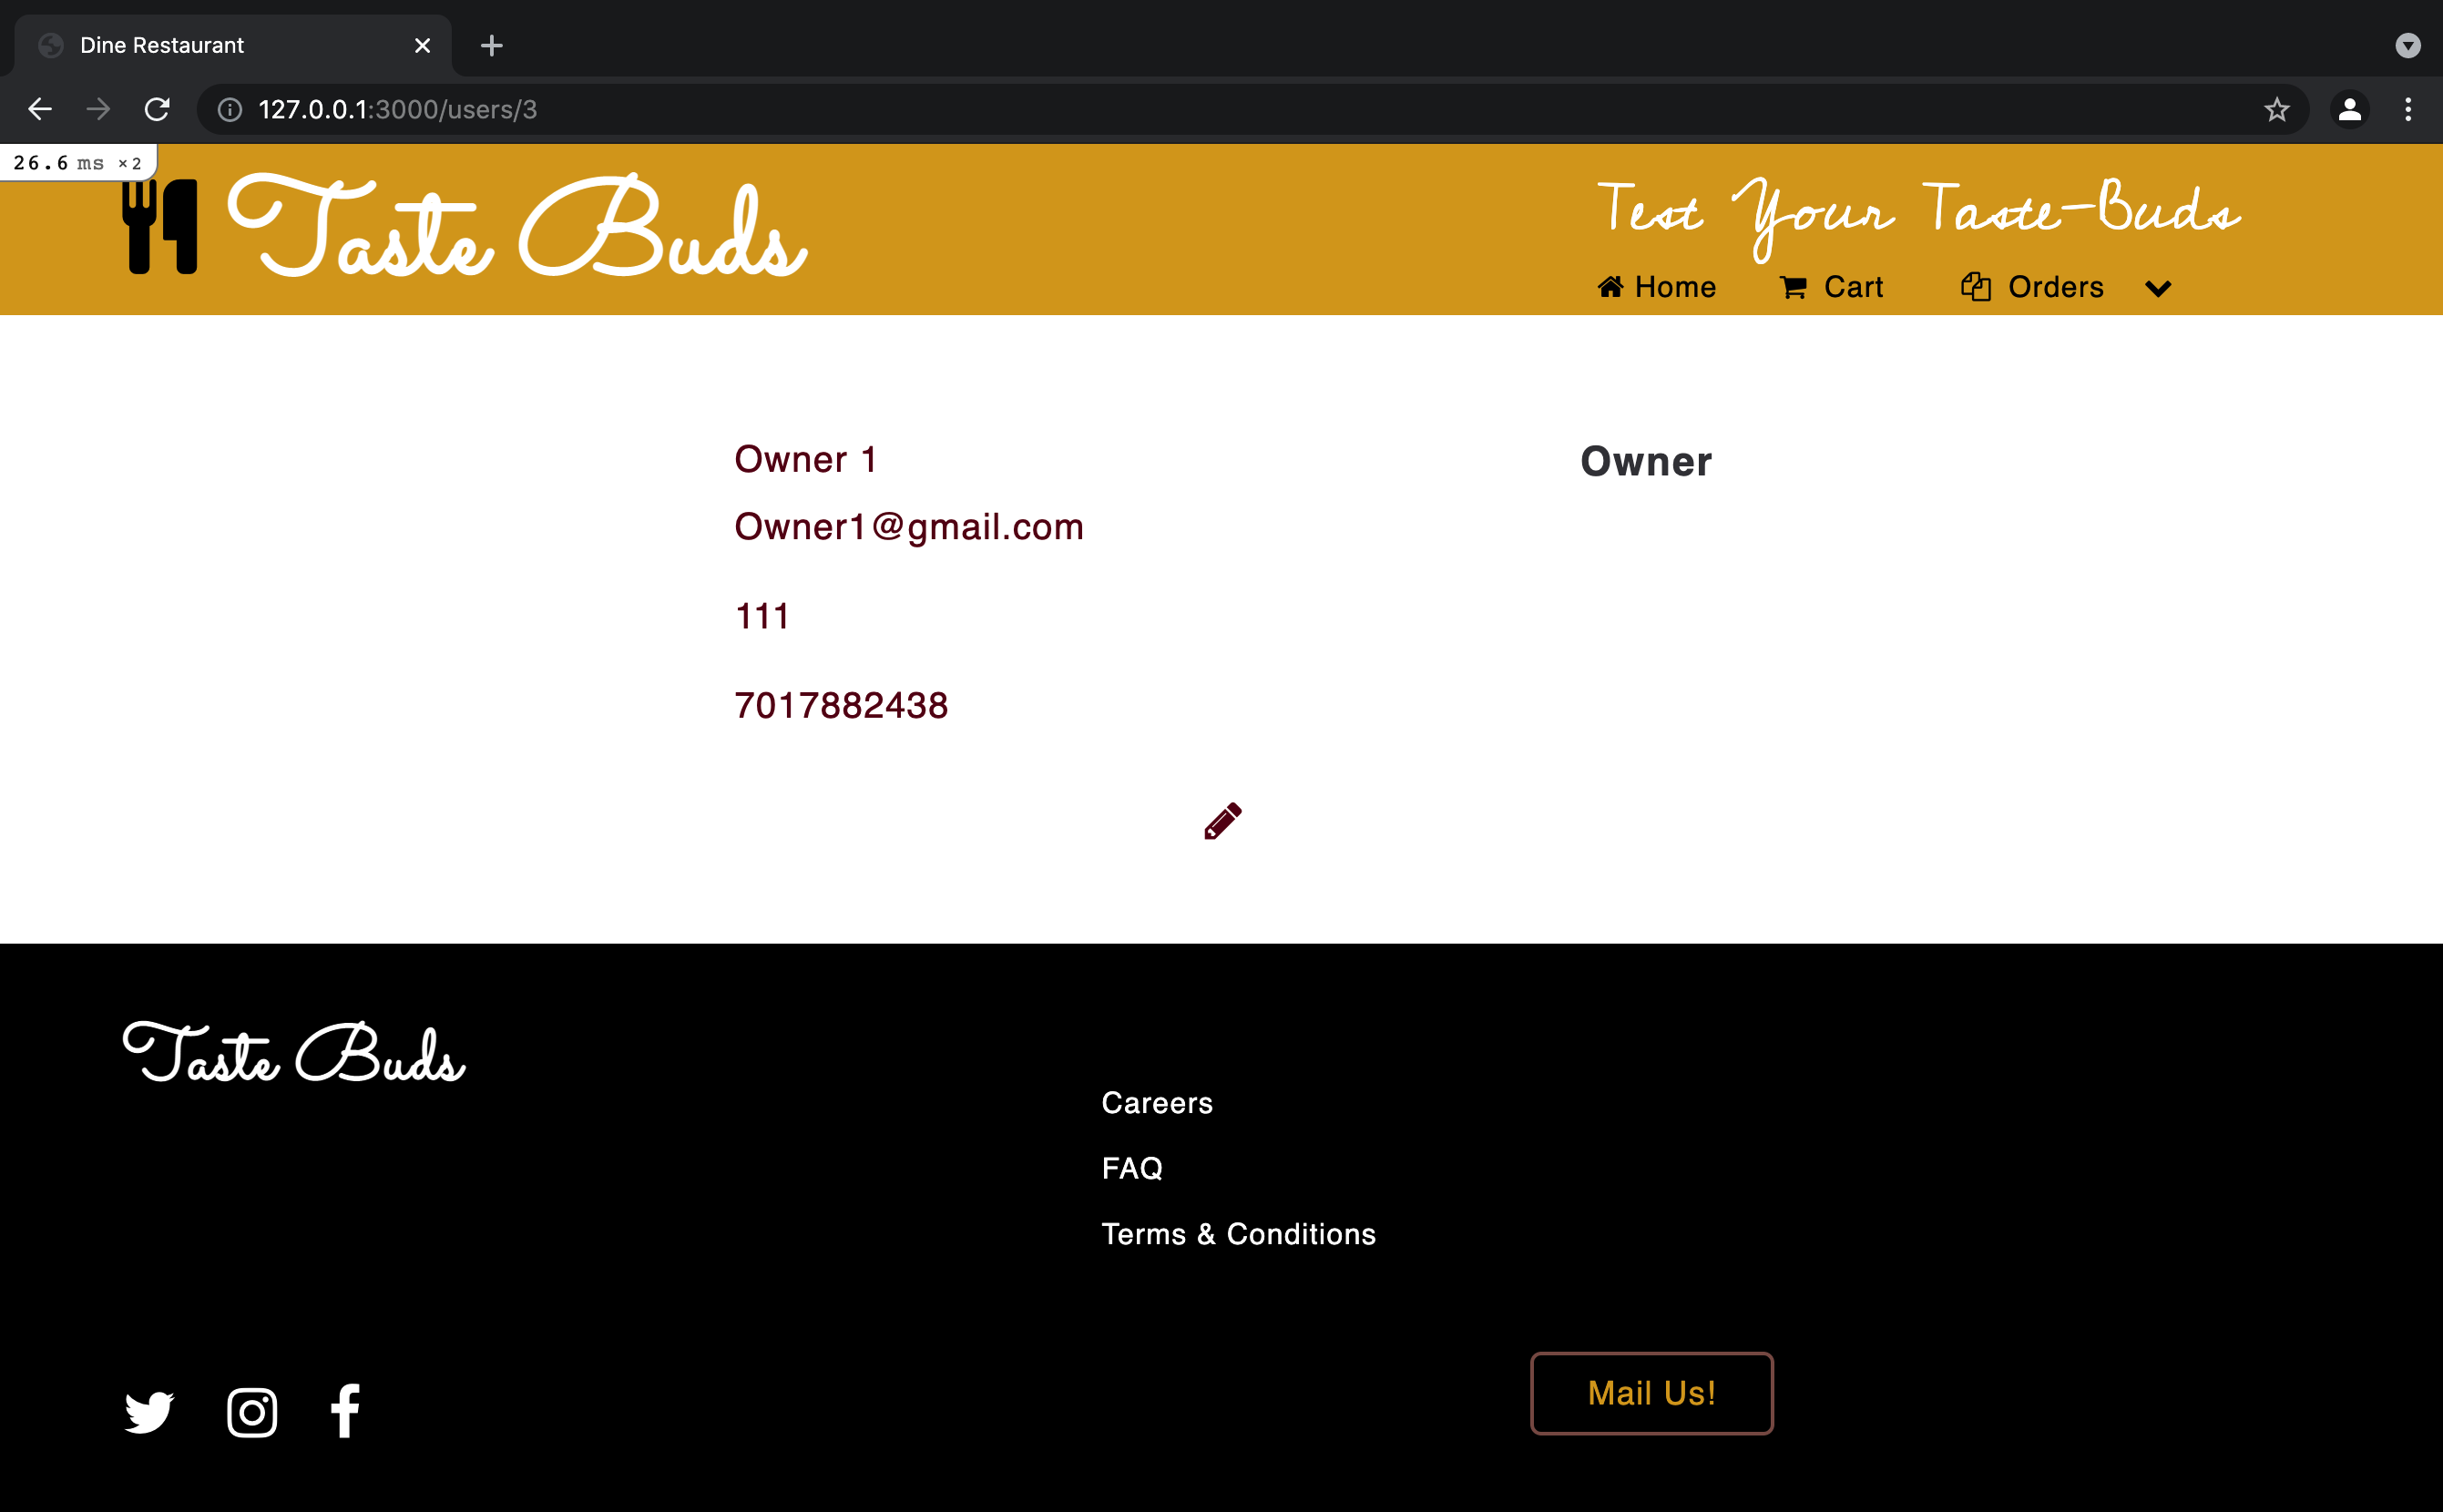 Dine Restaurant
127.0.0.1:3000/users/3
26.6 ms ×2
Taste Buds
Test Your Taste-Buds
Home Cart Orders
Owner 1
Owner
Owner1@gmail.com
111
7017882438
Taste Buds
Careers
FAQ
Terms & Conditions
Mail Us!